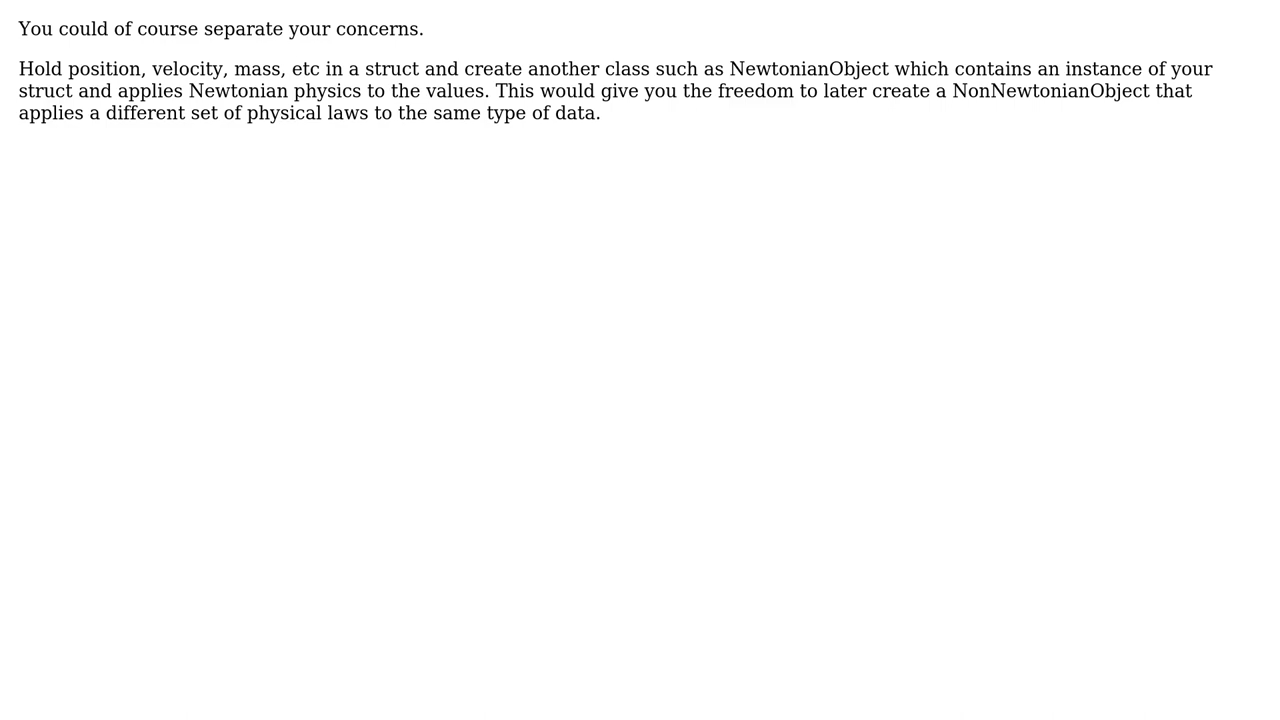 You could of course separate your concerns.
Hold position, velocity, mass, etc in a struct and create another class such as NewtonianObject which contains an instance of your
struct and applies Newtonian physics to the values. This would give you the freedom to later create a NonNewtonianObject that
applies a different set of physical laws to the same type of data.